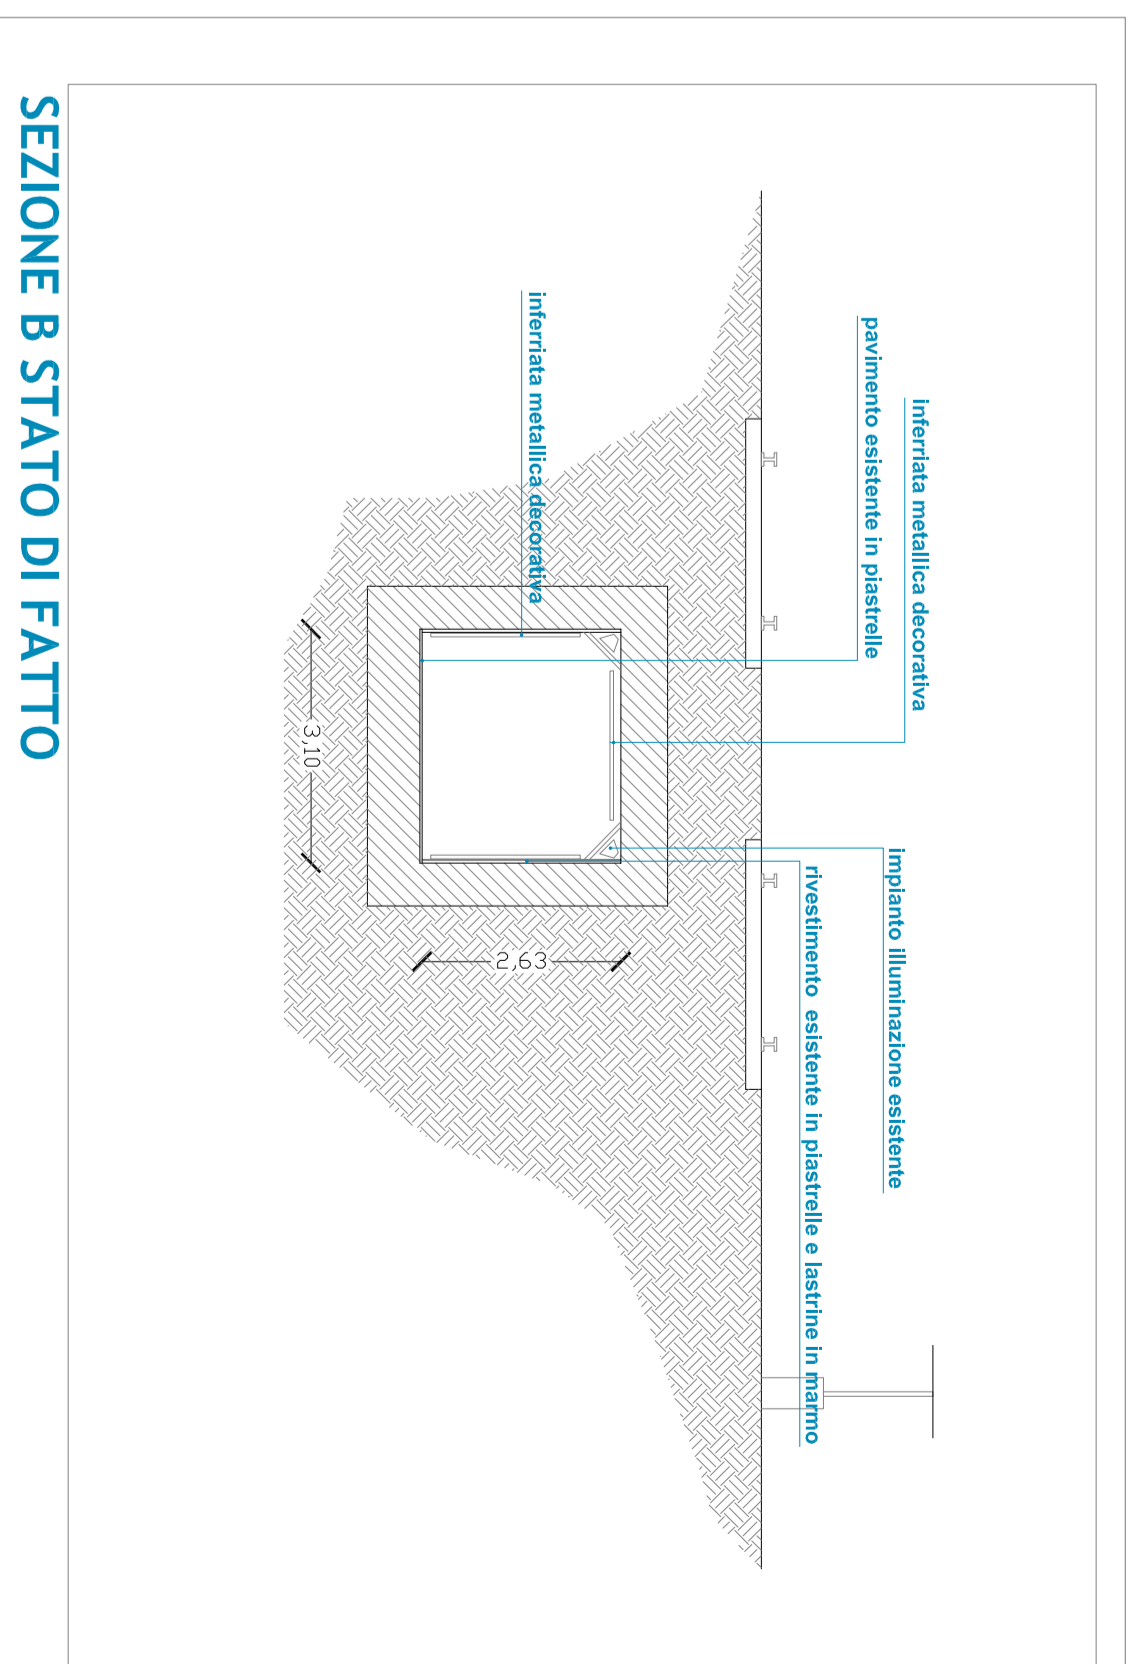 inferriata metallica decorativa
pavimento esistente in piastrelle
impianto illuminazione esistente
rivestimento esistente in piastrelle e lastrine in marmo
inferriata metallica decorativa
2,63
3,10
SEZIONE B STATO DI FATTO